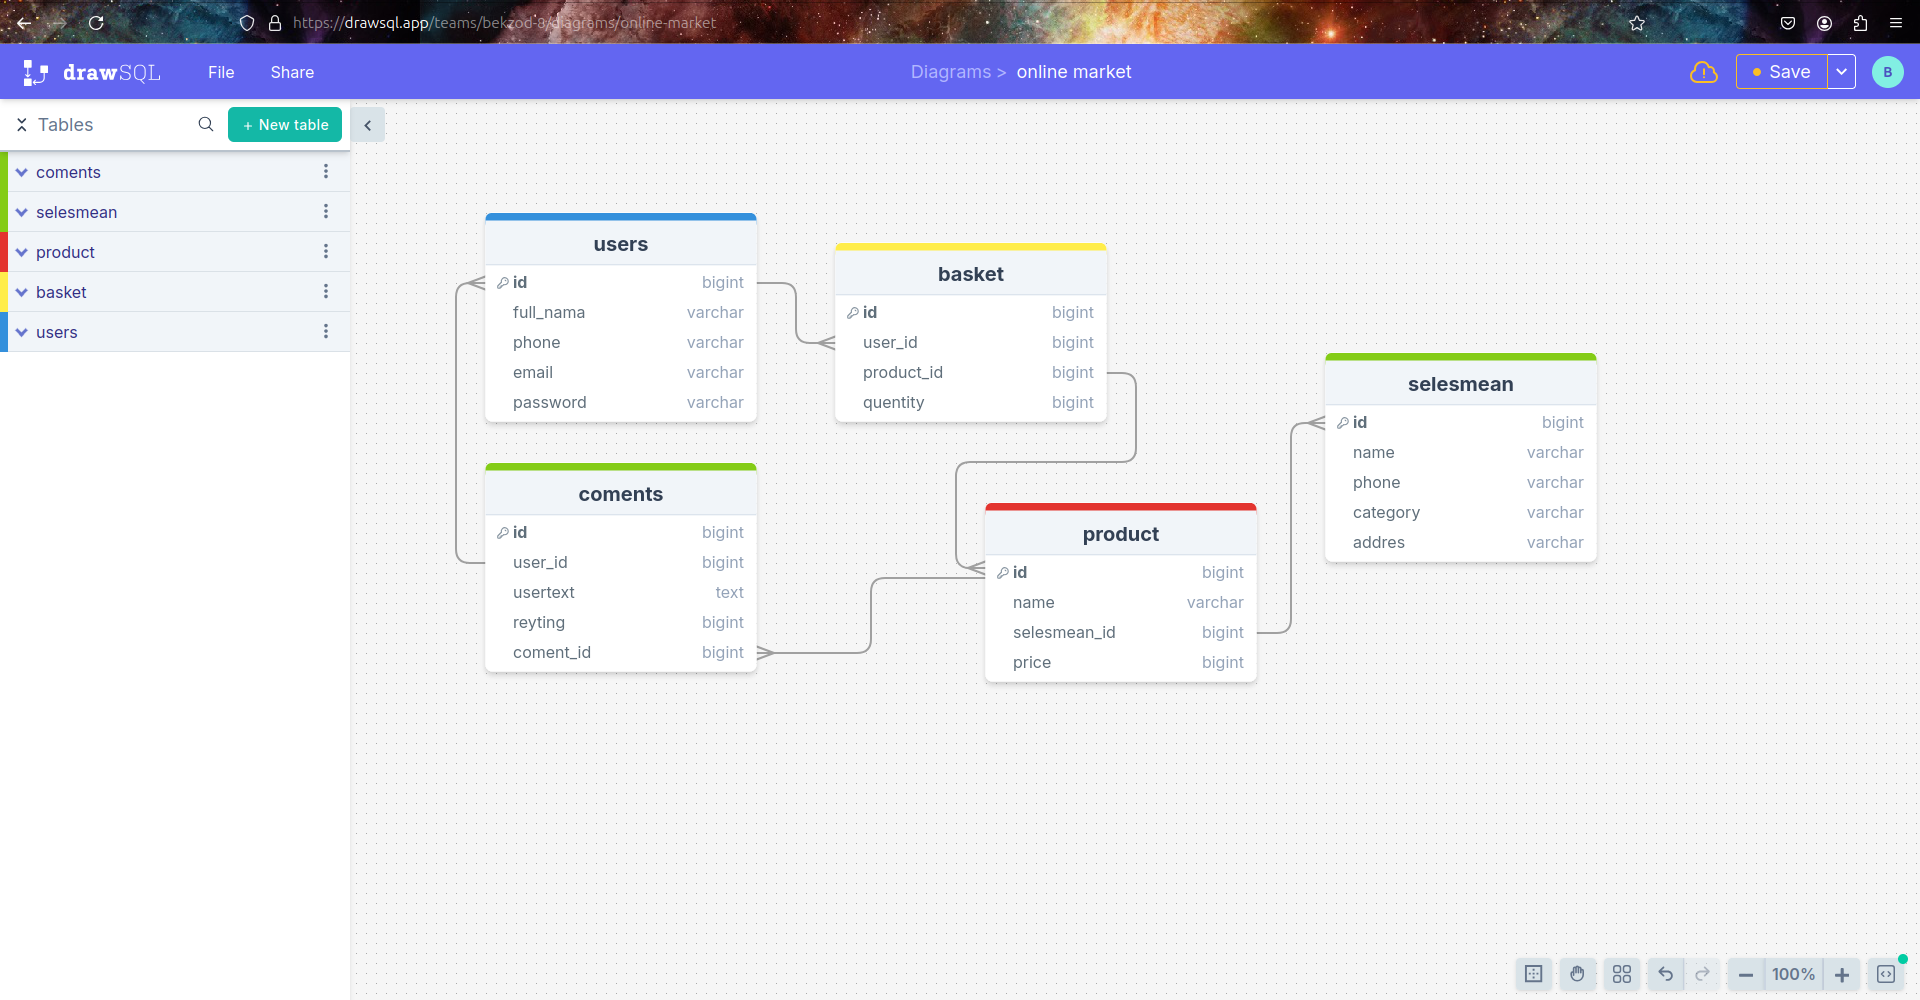 https://drawsql.app/teams/bekzod-8/diagrams/online-market
drawSQL File Share Diagrams > online market Save B
Tables + New table
coments
selesmean
product
basket
users
users
id bigint
full_nama varchar
phone varchar
email varchar
password varchar
basket
id bigint
user_id bigint
product_id bigint
quentity bigint
selesmean
id bigint
name varchar
phone varchar
category varchar
addres varchar
coments
id bigint
user_id bigint
usertext text
reyting bigint
coment_id bigint
product
id bigint
name varchar
selesmean_id bigint
price bigint
100%